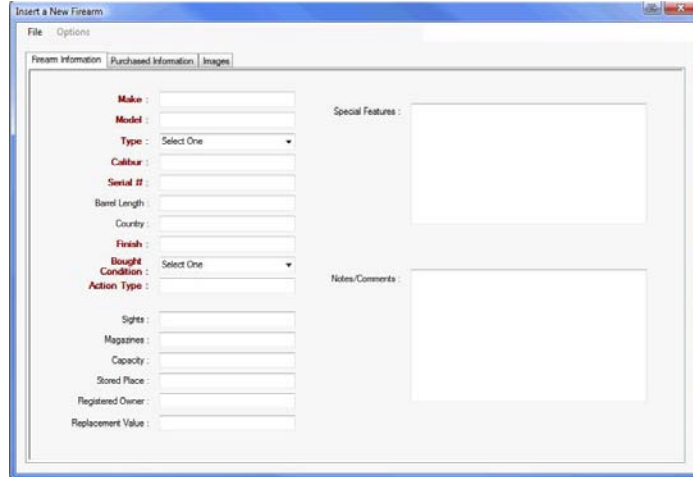 Insert a New Firearm
File Options
Firearm Information Purchased Information Images
Make :
Model :
Type : Select One
Calibur :
Serial # :
Barrel Length :
Country :
Finish :
Bought
Condition : Select One
Action Type :
Sights :
Magazines :
Capacity :
Stored Place :
Registered Owner :
Replacement Value :
Special Features :
Notes/Comments :